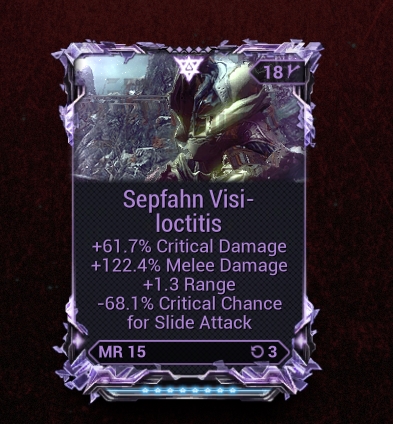 18
Sepfahn Visi-
loctitis
+61.7% Critical Damage
+122.4% Melee Damage
+1.3 Range
-68.1% Critical Chance
for Slide Attack
MR 15
3